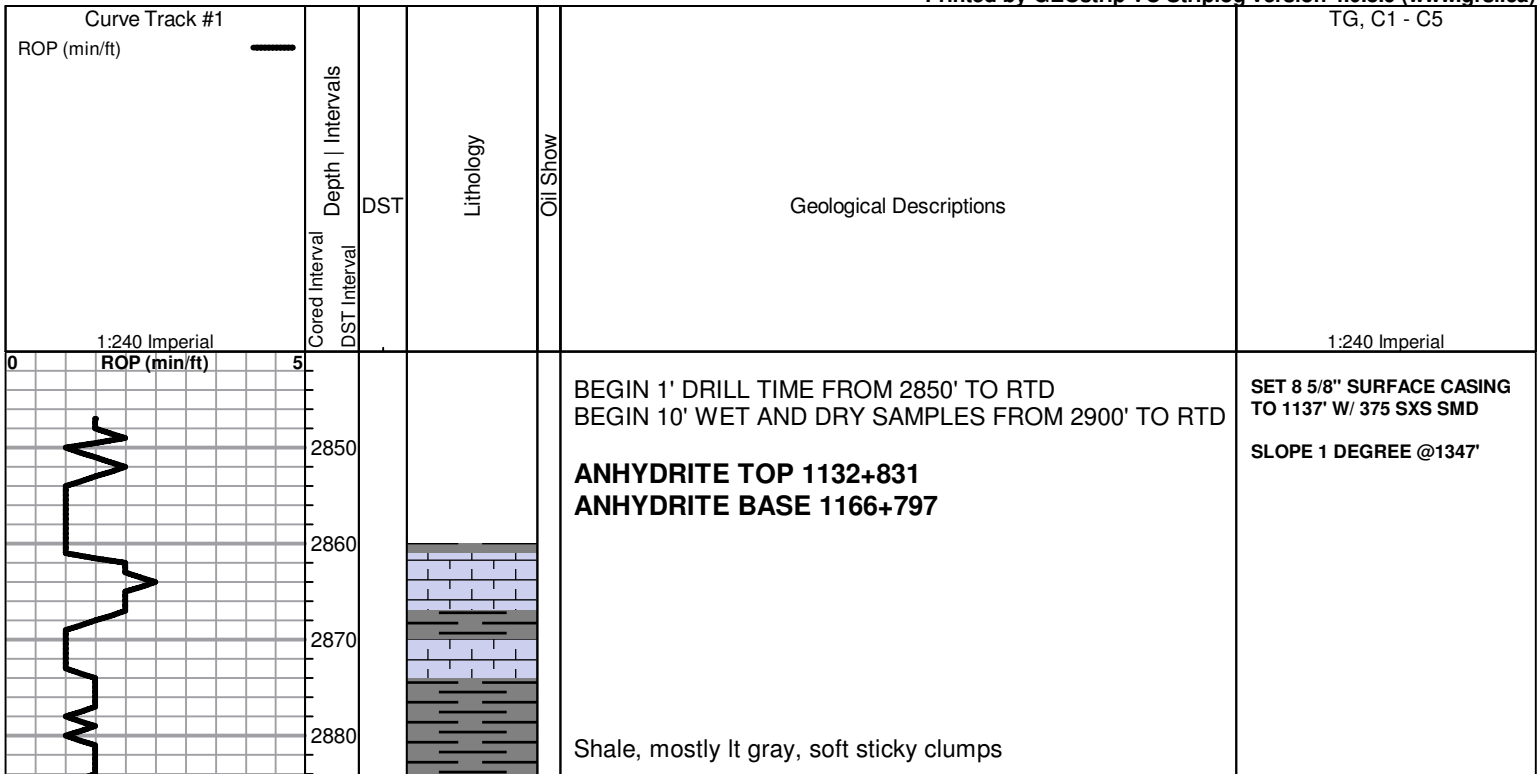 Curve Track #1
ROP (min/ft)
1:240 Imperial
Cored Interval
Depth | Intervals
DST Interval
DST
Lithology
Oil Show
Geological Descriptions
TG, C1 - C5
1:240 Imperial
0 ROP (min/ft) 5
2850
2860
2870
2880
BEGIN 1' DRILL TIME FROM 2850' TO RTD
BEGIN 10' WET AND DRY SAMPLES FROM 2900' TO RTD
ANHYDRITE TOP 1132+831
ANHYDRITE BASE 1166+797
Shale, mostly lt gray, soft sticky clumps
SET 8 5/8" SURFACE CASING
TO 1137' W/ 375 SXS SMD
SLOPE 1 DEGREE @1347'